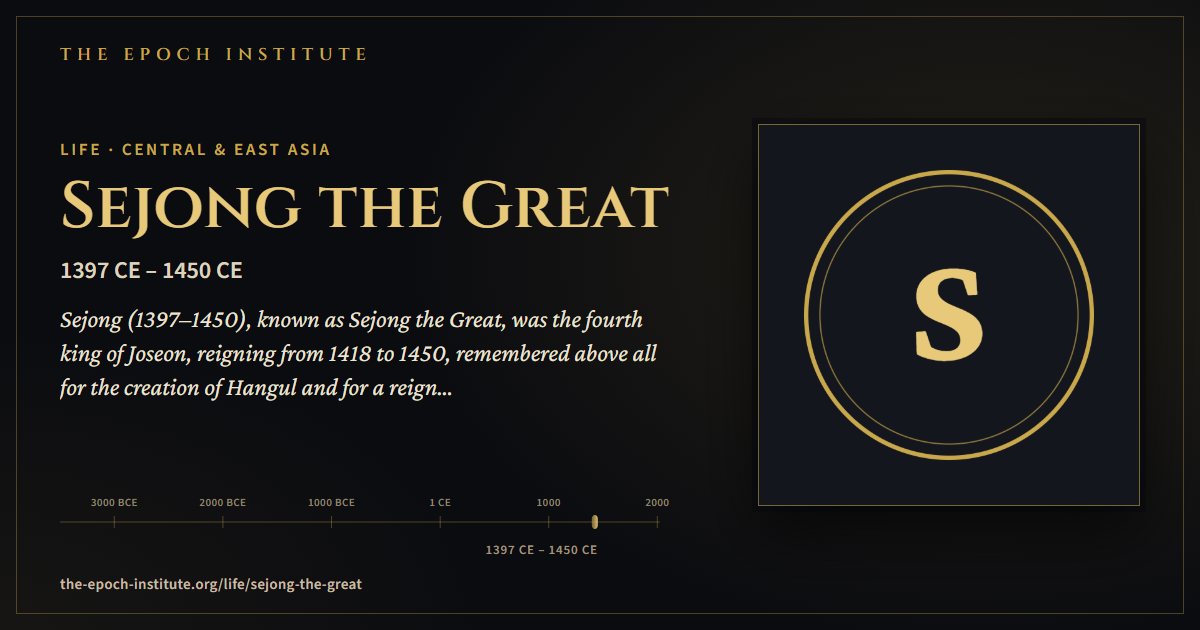 THE EPOCH INSTITUTE
LIFE · CENTRAL & EAST ASIA
SEJONG THE GREAT
1397 CE – 1450 CE
Sejong (1397–1450), known as Sejong the Great, was the fourth
king of Joseon, reigning from 1418 to 1450, remembered above all
for the creation of Hangul and for a reign...
S
3000 BCE 2000 BCE 1000 BCE 1 CE 1000 2000
1397 CE – 1450 CE
the-epoch-institute.org/life/sejong-the-great